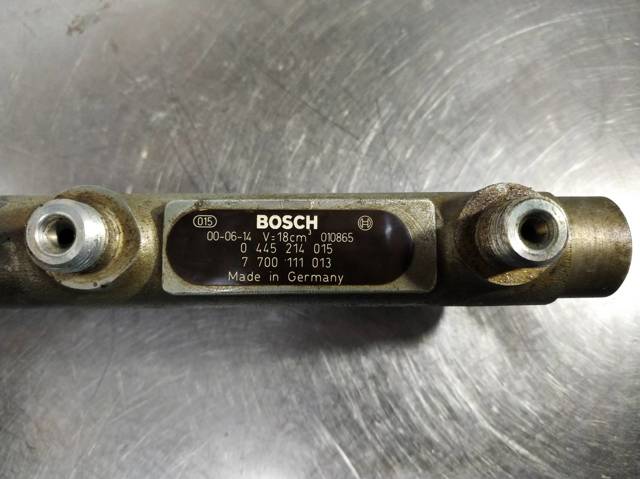 015 BOSCH
00-06-14 V=18cm³ 010865
0 445 214 015
7 700 111 013
Made in Germany